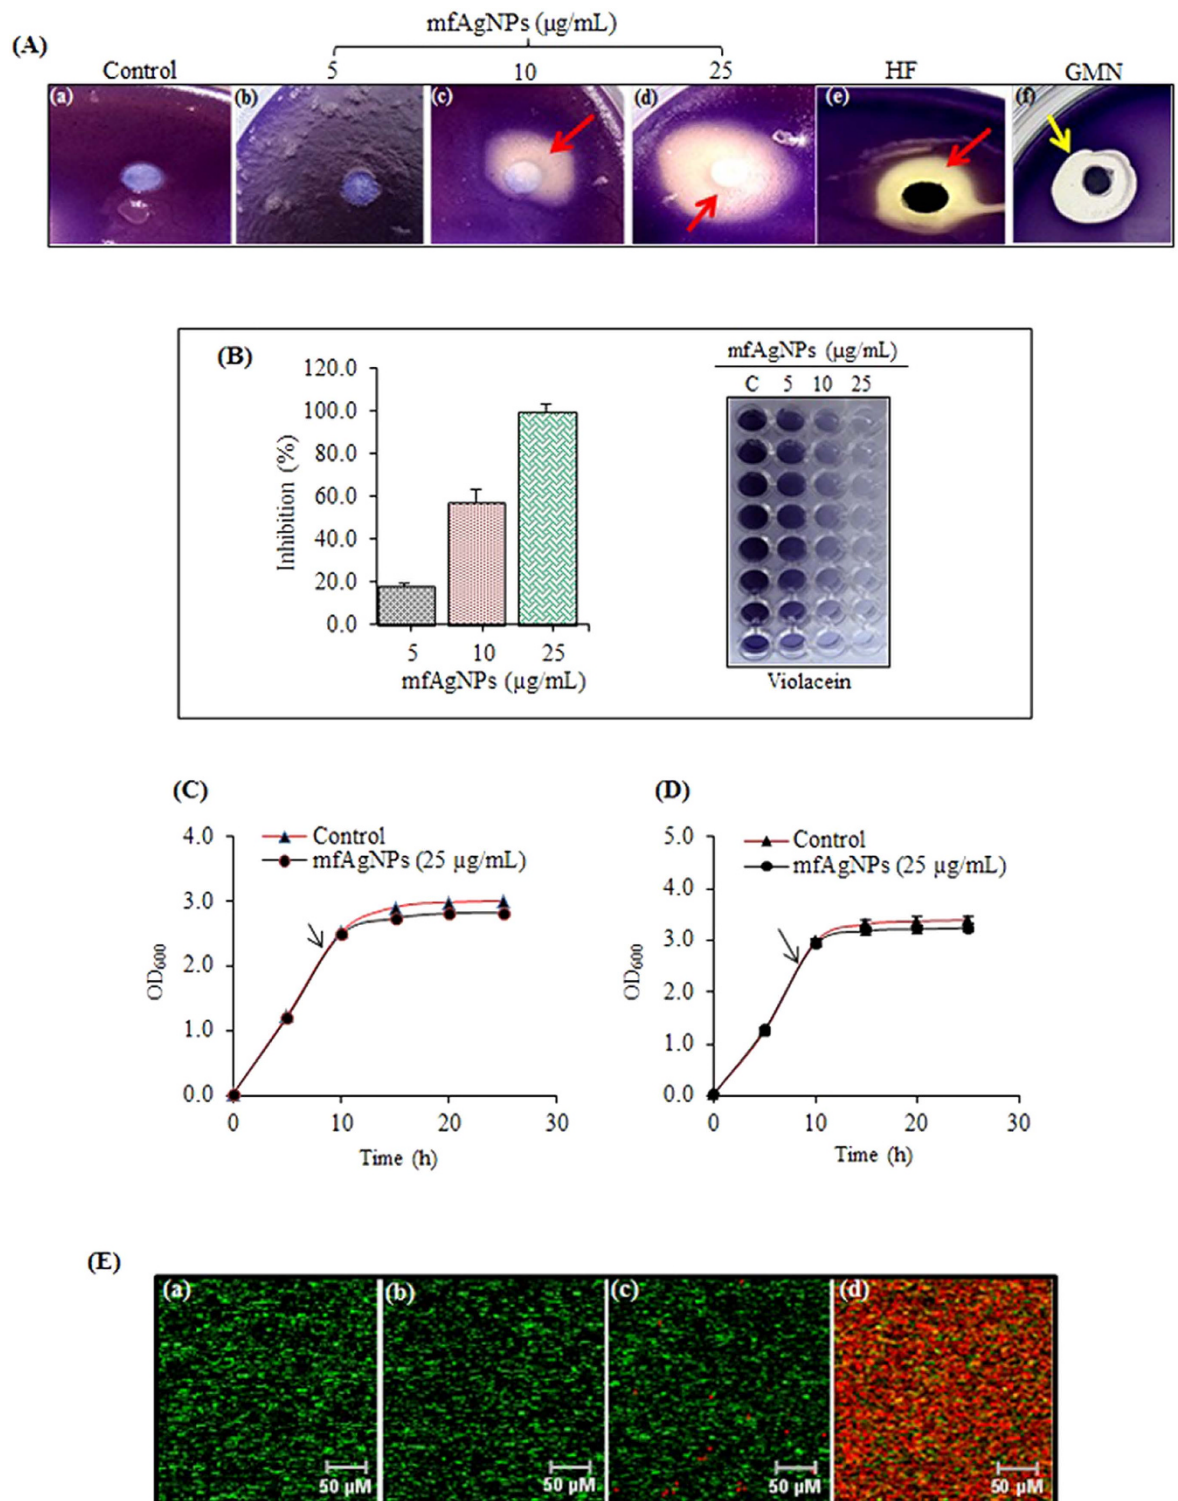 (A)
mfAgNPs (µg/mL)
Control 5 10 25 HF GMN
(a) (b) (c) (d) (e) (f)
(B)
120.0
100.0
80.0
60.0
40.0
20.0
0.0
Inhibition (%)
5 10 25
mfAgNPs (µg/mL)
mfAgNPs (µg/mL)
C 5 10 25
Violacein
(C)
Control
mfAgNPs (25 µg/mL)
4.0
3.0
2.0
1.0
0.0
OD600
0 10 20 30
Time (h)
(D)
Control
mfAgNPs (25 µg/mL)
5.0
4.0
3.0
2.0
1.0
0.0
OD600
0 10 20 30
Time (h)
(E)
(a) (b) (c) (d)
50 µM 50 µM 50 µM 50 µM